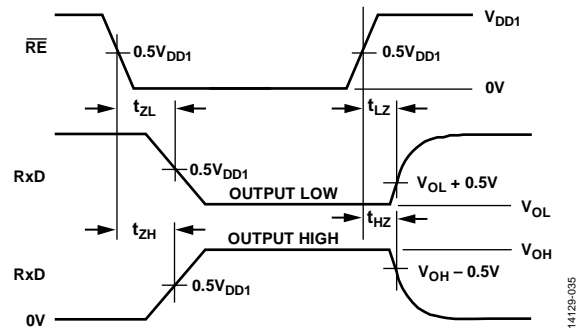 VDD1
RE
0.5VDD1
0.5VDD1
0V
tZL
tLZ
RxD
0.5VDD1
OUTPUT LOW
VOL + 0.5V
VOL
tZH
tHZ
OUTPUT HIGH
VOH
RxD
0.5VDD1
VOH – 0.5V
0V
14129-035